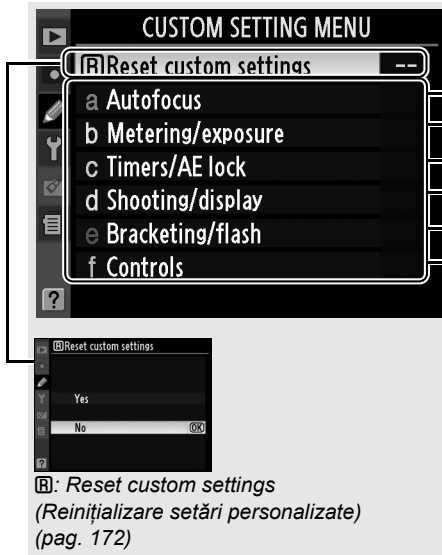 CUSTOM SETTING MENU
R Reset custom settings --
a Autofocus
b Metering/exposure
c Timers/AE lock
d Shooting/display
e Bracketing/flash
f Controls
?
R Reset custom settings
Yes
No OK
?
R: Reset custom settings
(Reinițializare setări personalizate)
(pag. 172)